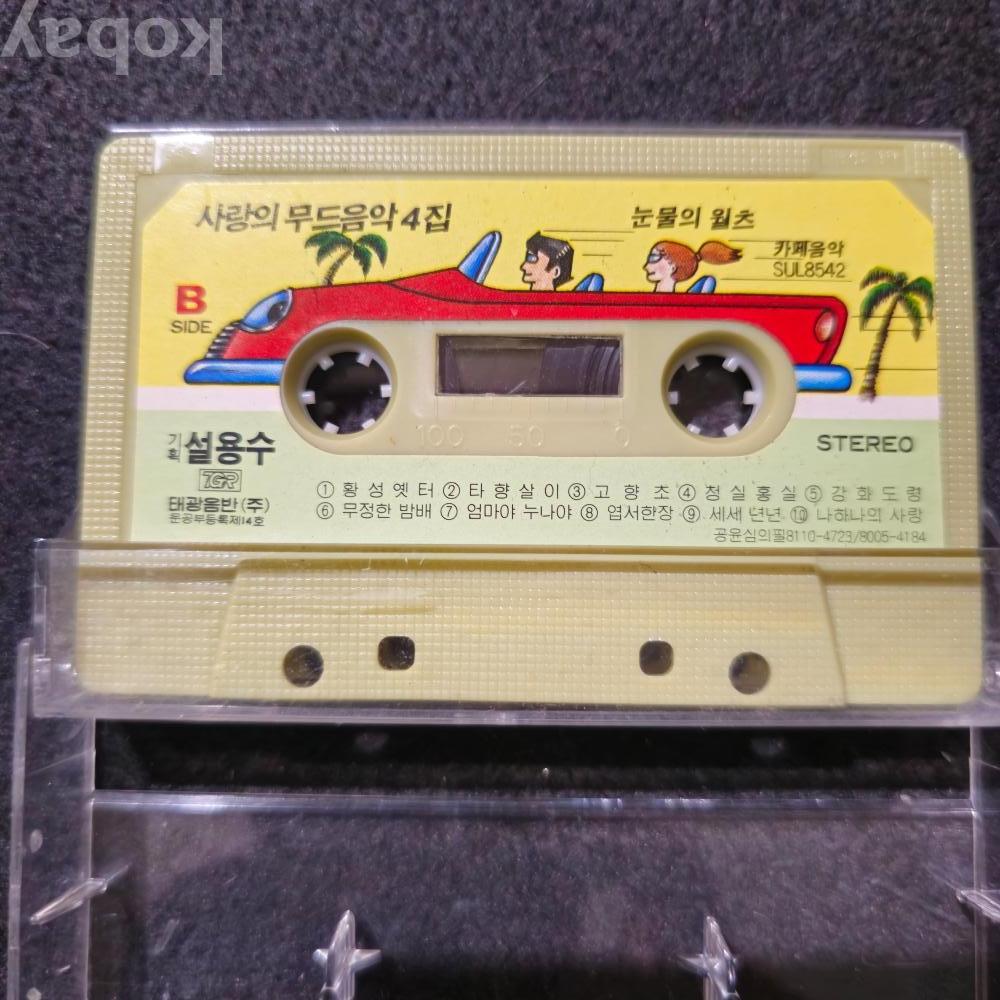 kobay
사랑의 무드음악 4집
눈물의 월츠
카페음악
SUL8542
B
SIDE
100 50 0
기획 설용수
STEREO
TGR
태광음반(주)
문공부등록제14호
① 황성옛터 ② 타향살이 ③ 고향초 ④ 청실홍실 ⑤ 강화도령
⑥ 무정한 밤배 ⑦ 엄마야 누나야 ⑧ 엽서한장 ⑨ 세세년년 ⑩ 나하나의 사랑
공윤심의필8110-4723/8005-4184